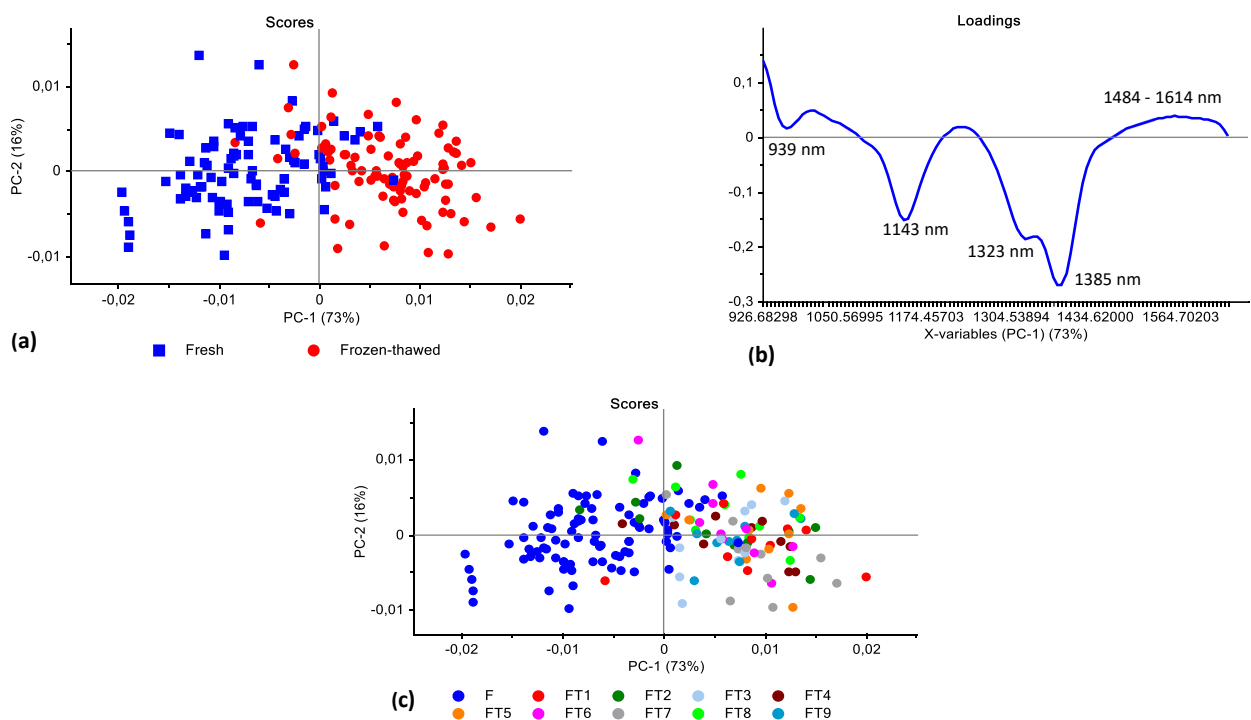 Scores
0,01
0
-0,01
PC-2 (16%)
-0,02 -0,01 0 0,01 0,02
PC-1 (73%)
(a)
Fresh Frozen-thawed
Loadings
0,1
0
-0,1
-0,2
-0,3
939 nm
1143 nm
1323 nm
1385 nm
1484 - 1614 nm
926.68298 1050.56995 1174.45703 1304.53894 1434.62000 1564.70203
X-variables (PC-1) (73%)
(b)
Scores
0,01
0
-0,01
PC-2 (16%)
-0,02 -0,01 0 0,01 0,02
PC-1 (73%)
(c)
F FT1 FT2 FT3 FT4
FT5 FT6 FT7 FT8 FT9